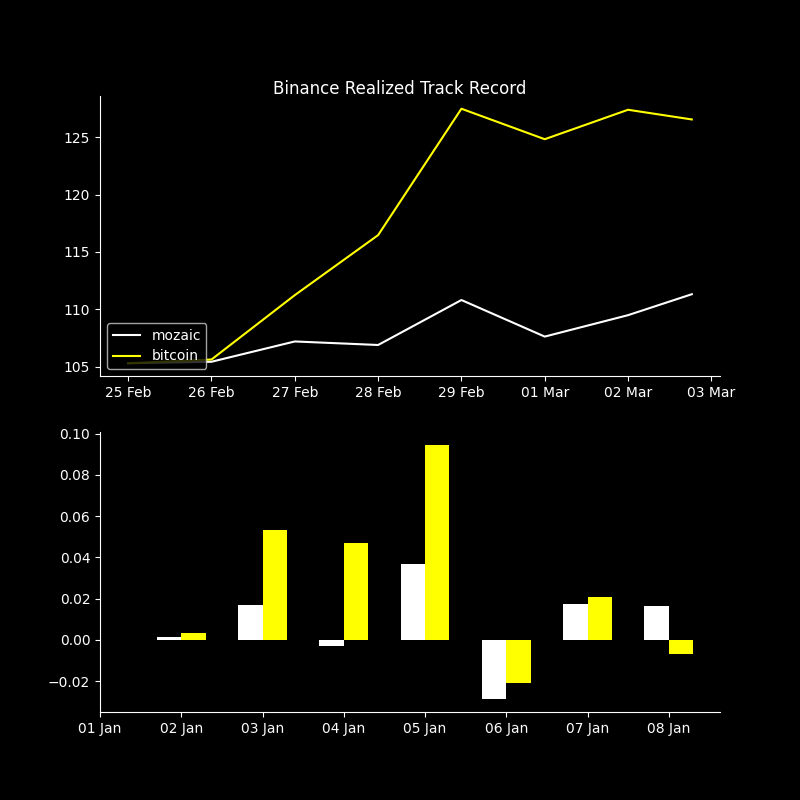 Binance Realized Track Record
125
120
115
110
105
mozaic
bitcoin
25 Feb 26 Feb 27 Feb 28 Feb 29 Feb 01 Mar 02 Mar 03 Mar
0.10
0.08
0.06
0.04
0.02
0.00
−0.02
01 Jan 02 Jan 03 Jan 04 Jan 05 Jan 06 Jan 07 Jan 08 Jan